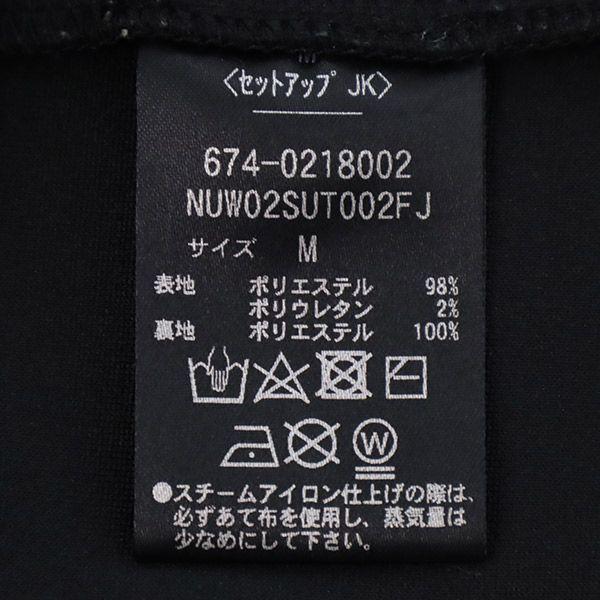 〈セットアップ JK〉
674-0218002
NUW02SUT002FJ
サイズ M
表地 ポリエステル 98%
ポリウレタン 2%
裏地 ポリエステル 100%
W
●スチームアイロン仕上げの際は、
必ずあて布を使用し、蒸気量は
少なめにして下さい。